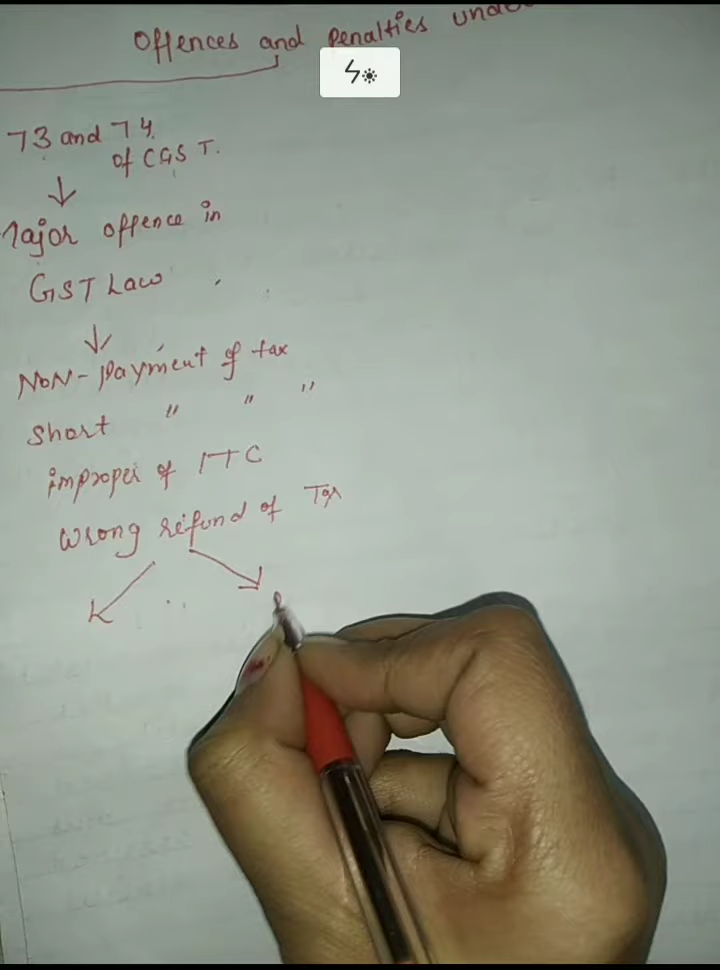 Offences and penalties under
73 and 74
of CGST.
Major offence in
GST Law
NON-payment of tax
Short " " "
improper of ITC
Wrong refund of Tax